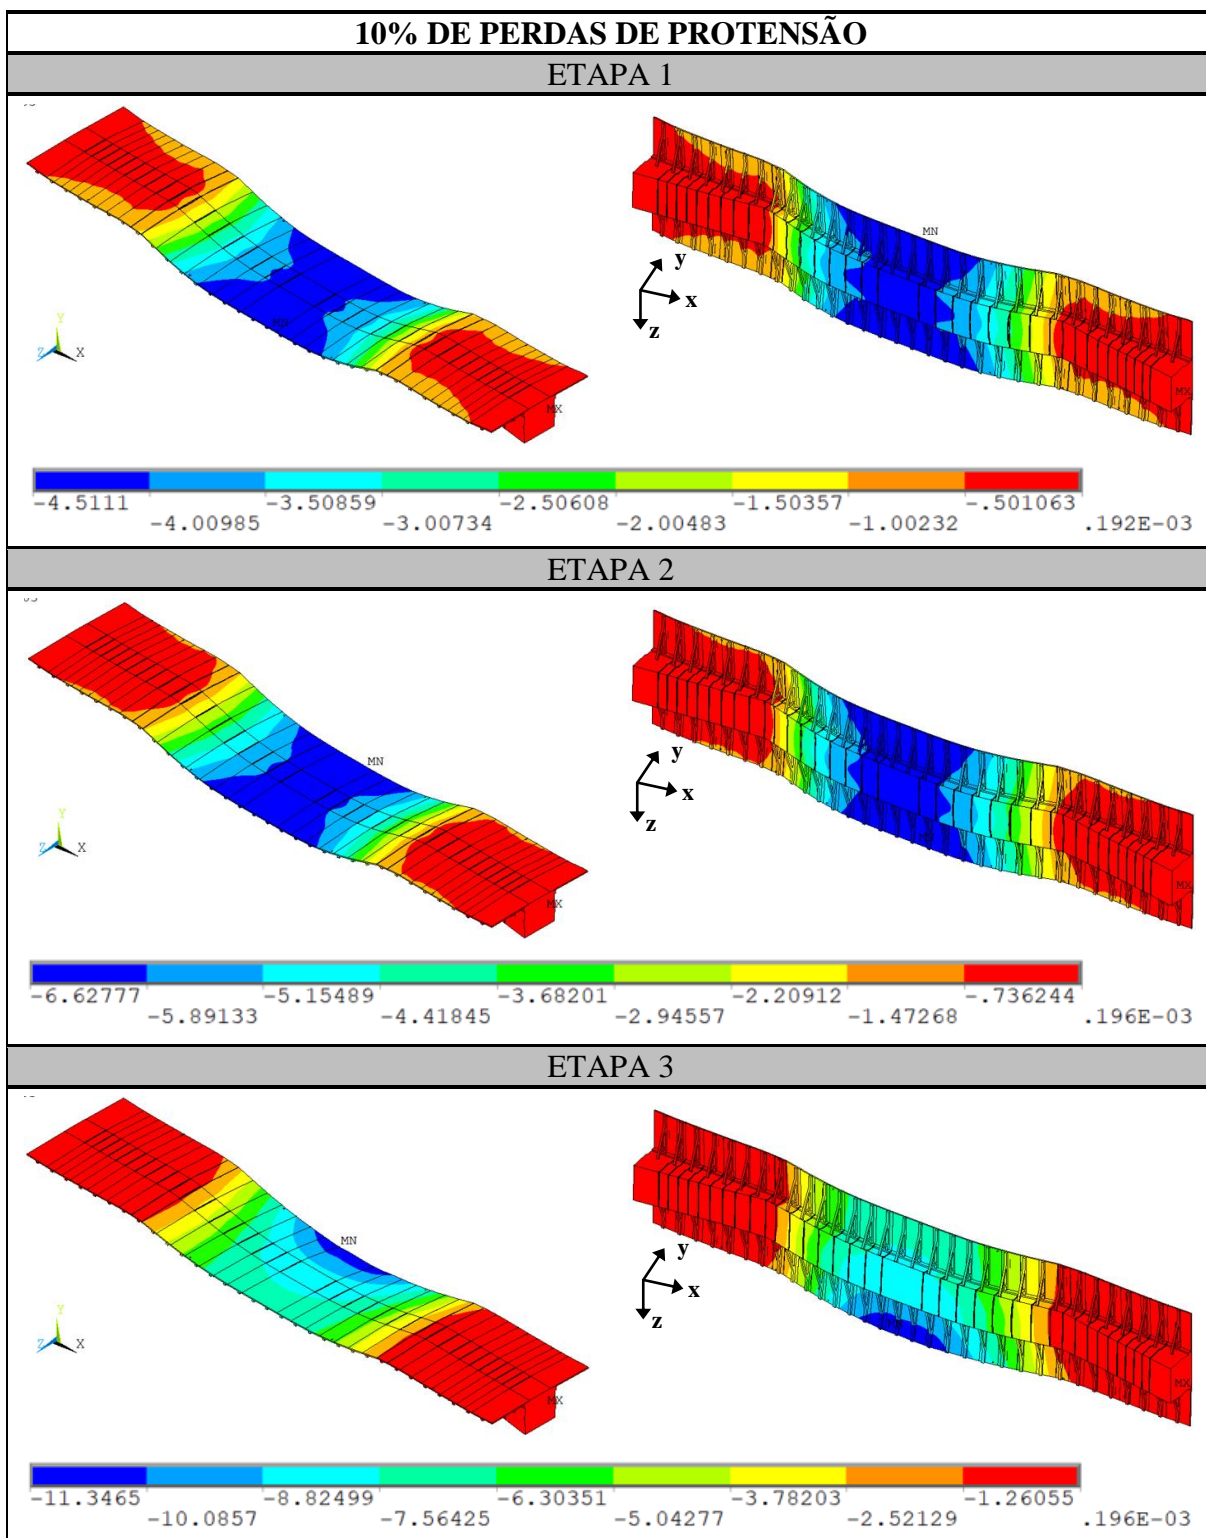 10% DE PERDAS DE PROTENSÃO
ETAPA 1
MN
MX
Y
Z X
MN
MX
y
x
z
-4.5111 -3.50859 -2.50608 -1.50357 -.501063
-4.00985 -3.00734 -2.00483 -1.00232 .192E-03
ETAPA 2
MN
MX
Y
Z X
MX
y
x
z
-6.62777 -5.15489 -3.68201 -2.20912 -.736244
-5.89133 -4.41845 -2.94557 -1.47268 .196E-03
ETAPA 3
MN
MX
Y
Z X
MX
y
x
z
-11.3465 -8.82499 -6.30351 -3.78203 -1.26055
-10.0857 -7.56425 -5.04277 -2.52129 .196E-03